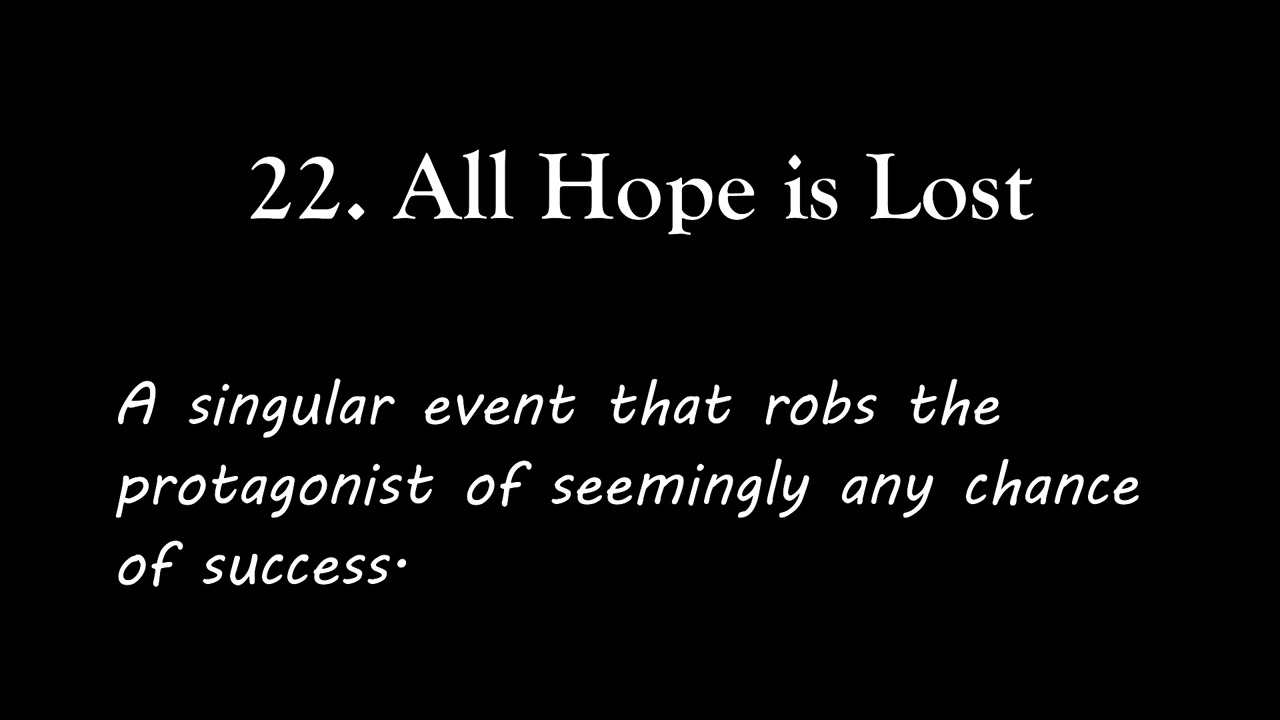 22. All Hope is Lost
A singular event that robs the
protagonist of seemingly any chance
of success.